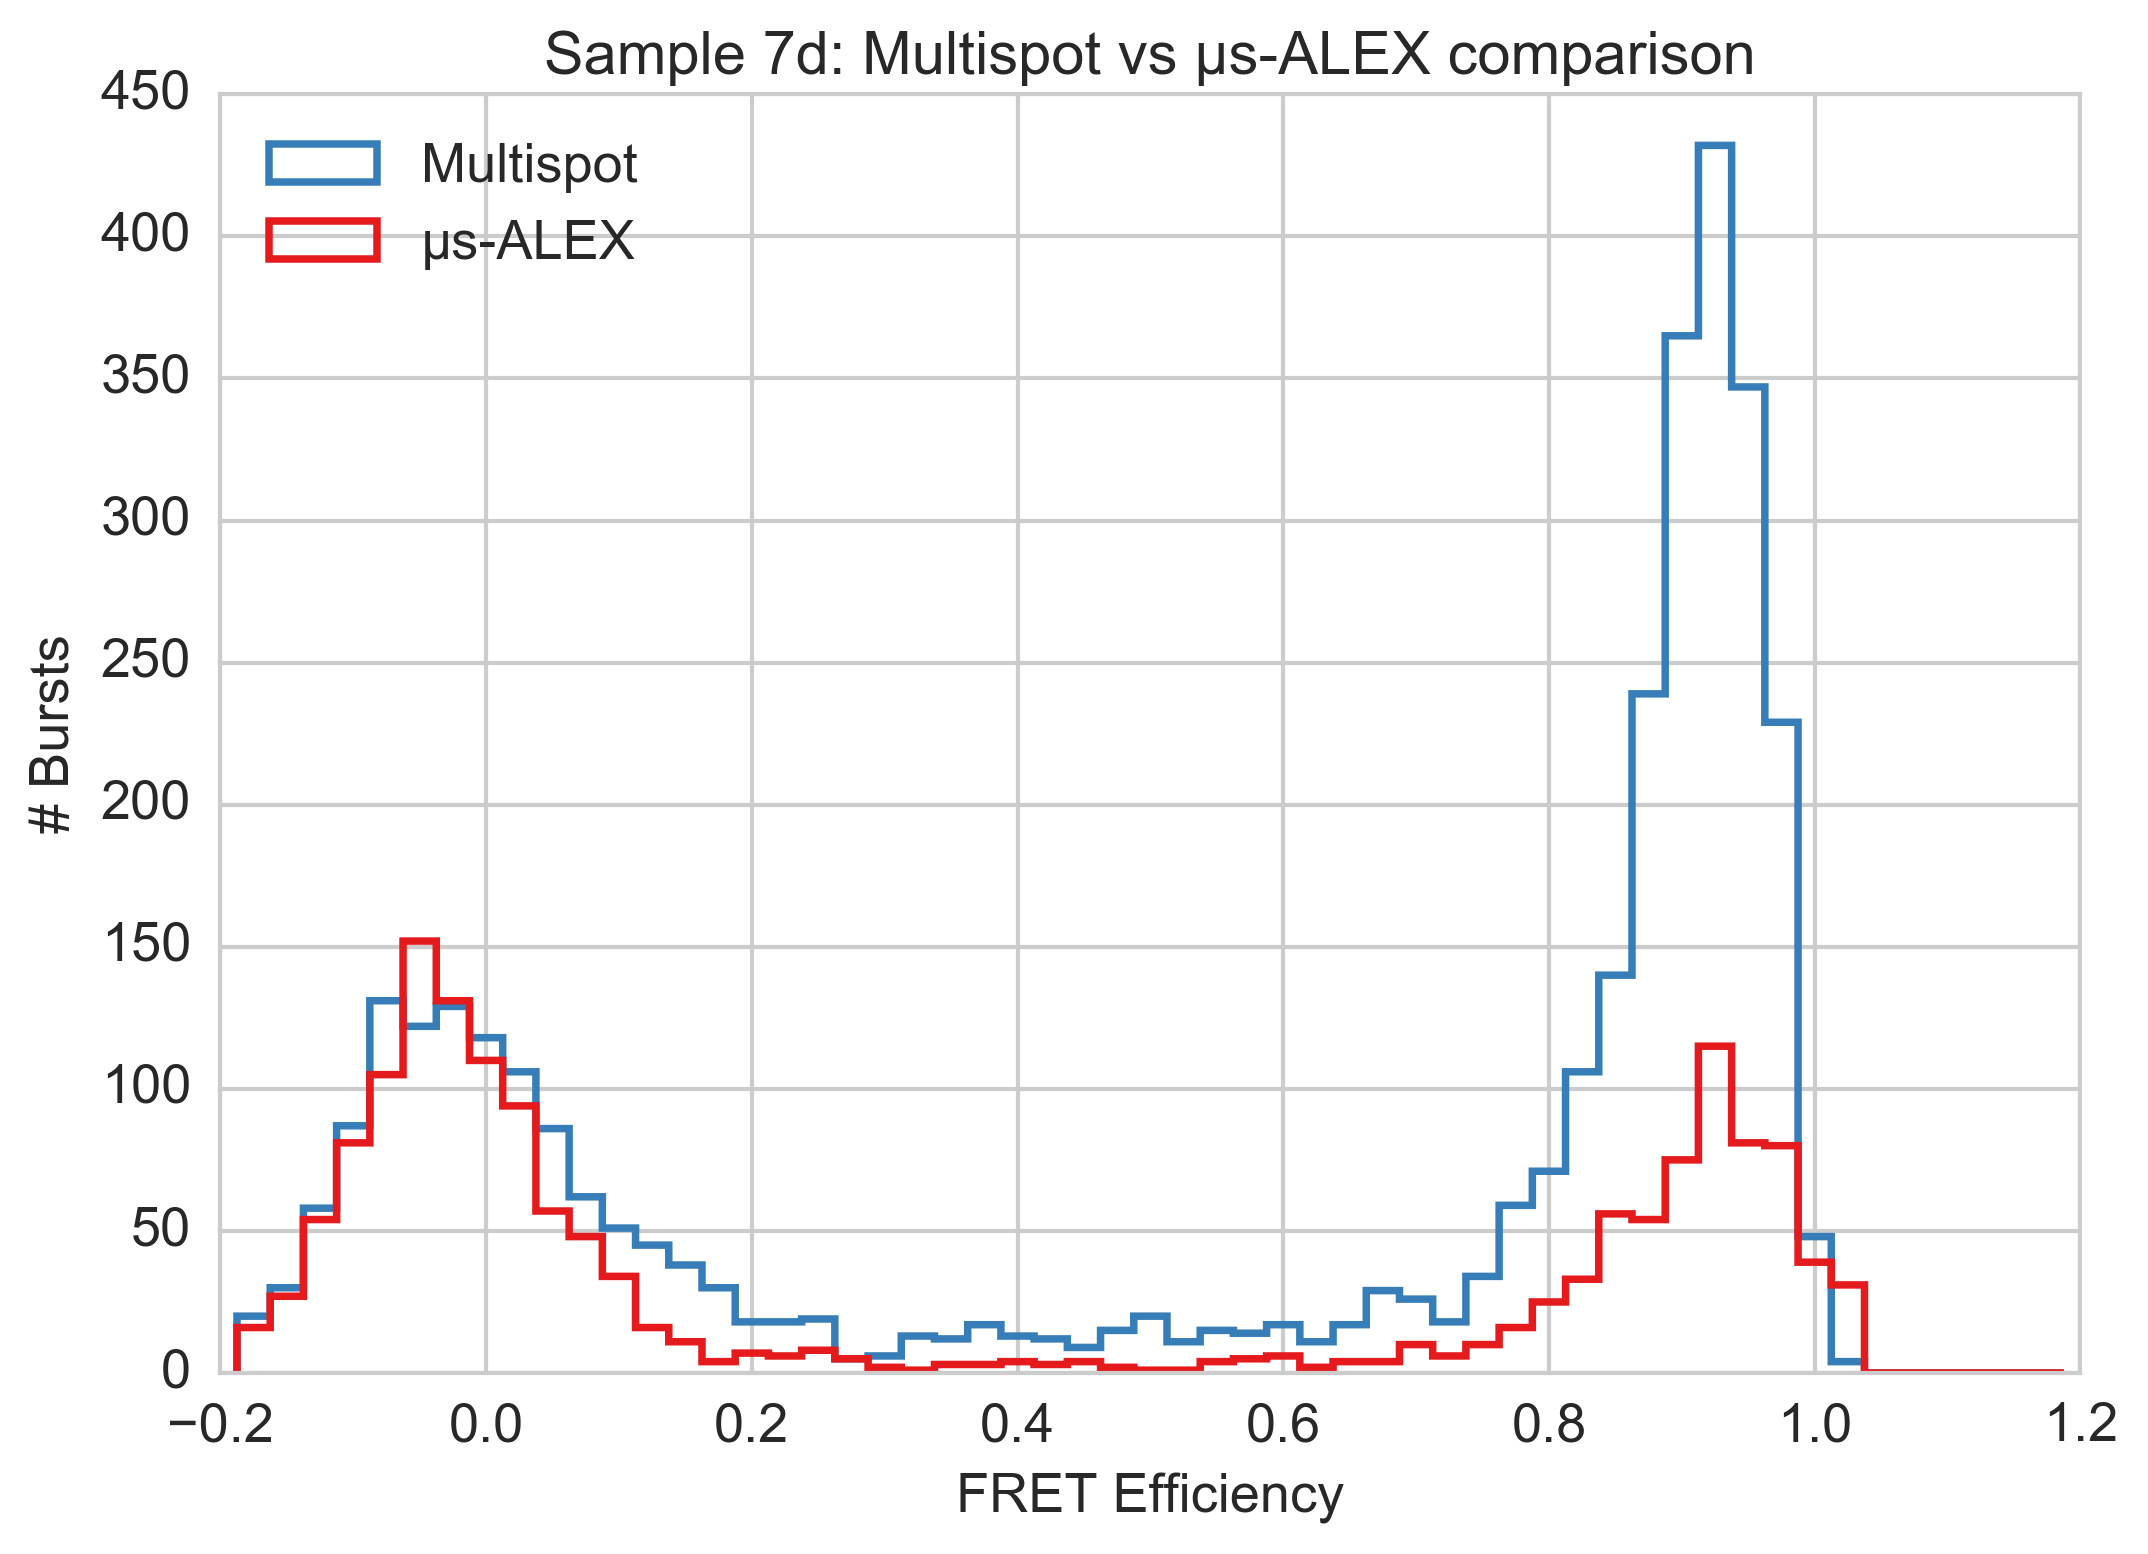 Sample 7d: Multispot vs µs-ALEX comparison
450
400
350
300
250
200
150
100
50
0
Multispot
µs-ALEX
# Bursts
−0.2 0.0 0.2 0.4 0.6 0.8 1.0 1.2
FRET Efficiency